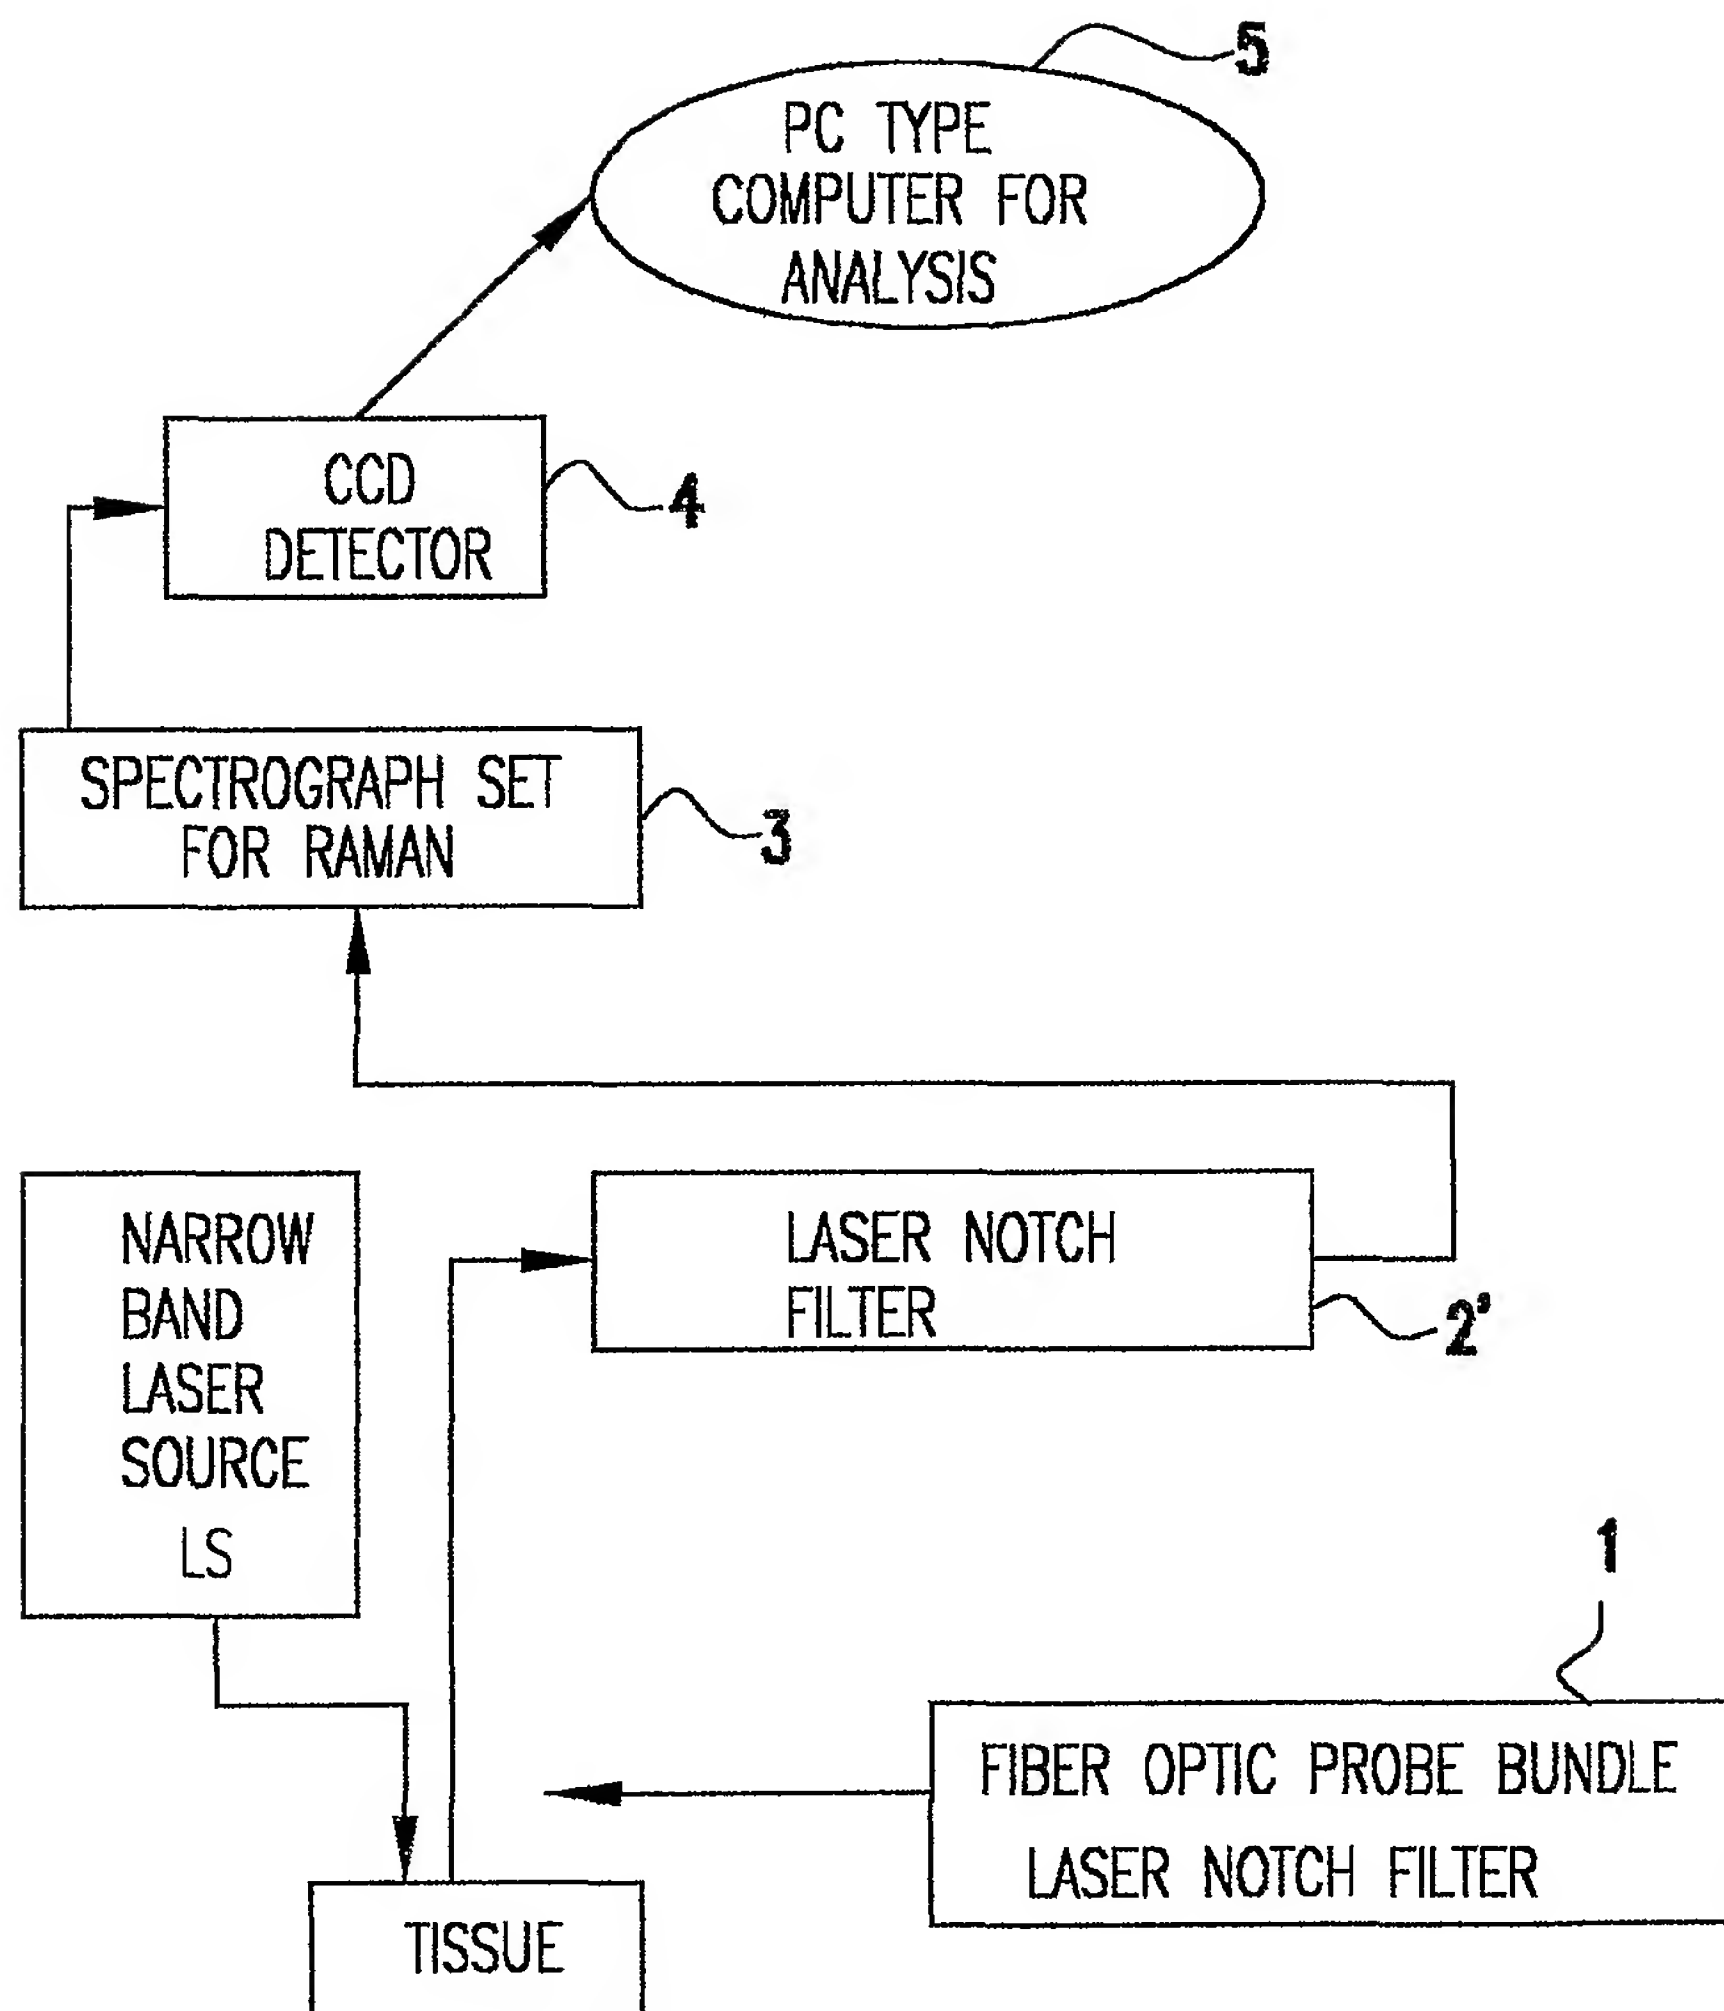 5
PC TYPE
COMPUTER FOR
ANALYSIS
CCD
DETECTOR
4
SPECTROGRAPH SET
FOR RAMAN
3
NARROW
BAND
LASER
SOURCE
LS
LASER NOTCH
FILTER
2'
1
FIBER OPTIC PROBE BUNDLE
LASER NOTCH FILTER
TISSUE